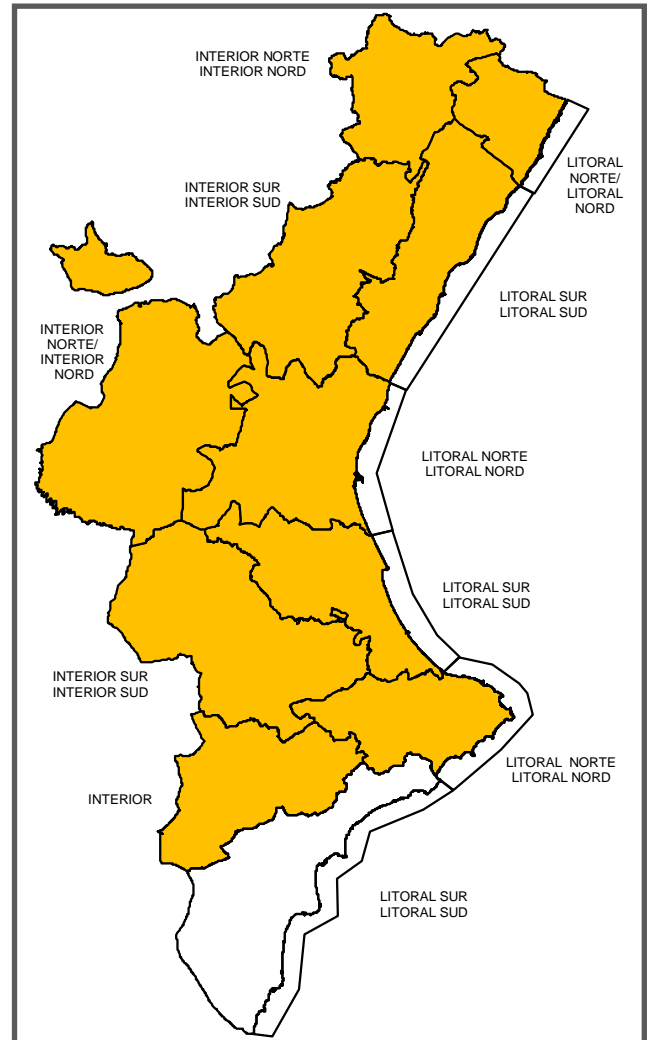 INTERIOR NORTE
INTERIOR NORD
LITORAL
NORTE/
LITORAL
NORD
INTERIOR SUR
INTERIOR SUD
LITORAL SUR
LITORAL SUD
INTERIOR
NORTE/
INTERIOR
NORD
LITORAL NORTE
LITORAL NORD
LITORAL SUR
LITORAL SUD
INTERIOR SUR
INTERIOR SUD
LITORAL NORTE
LITORAL NORD
INTERIOR
LITORAL SUR
LITORAL SUD